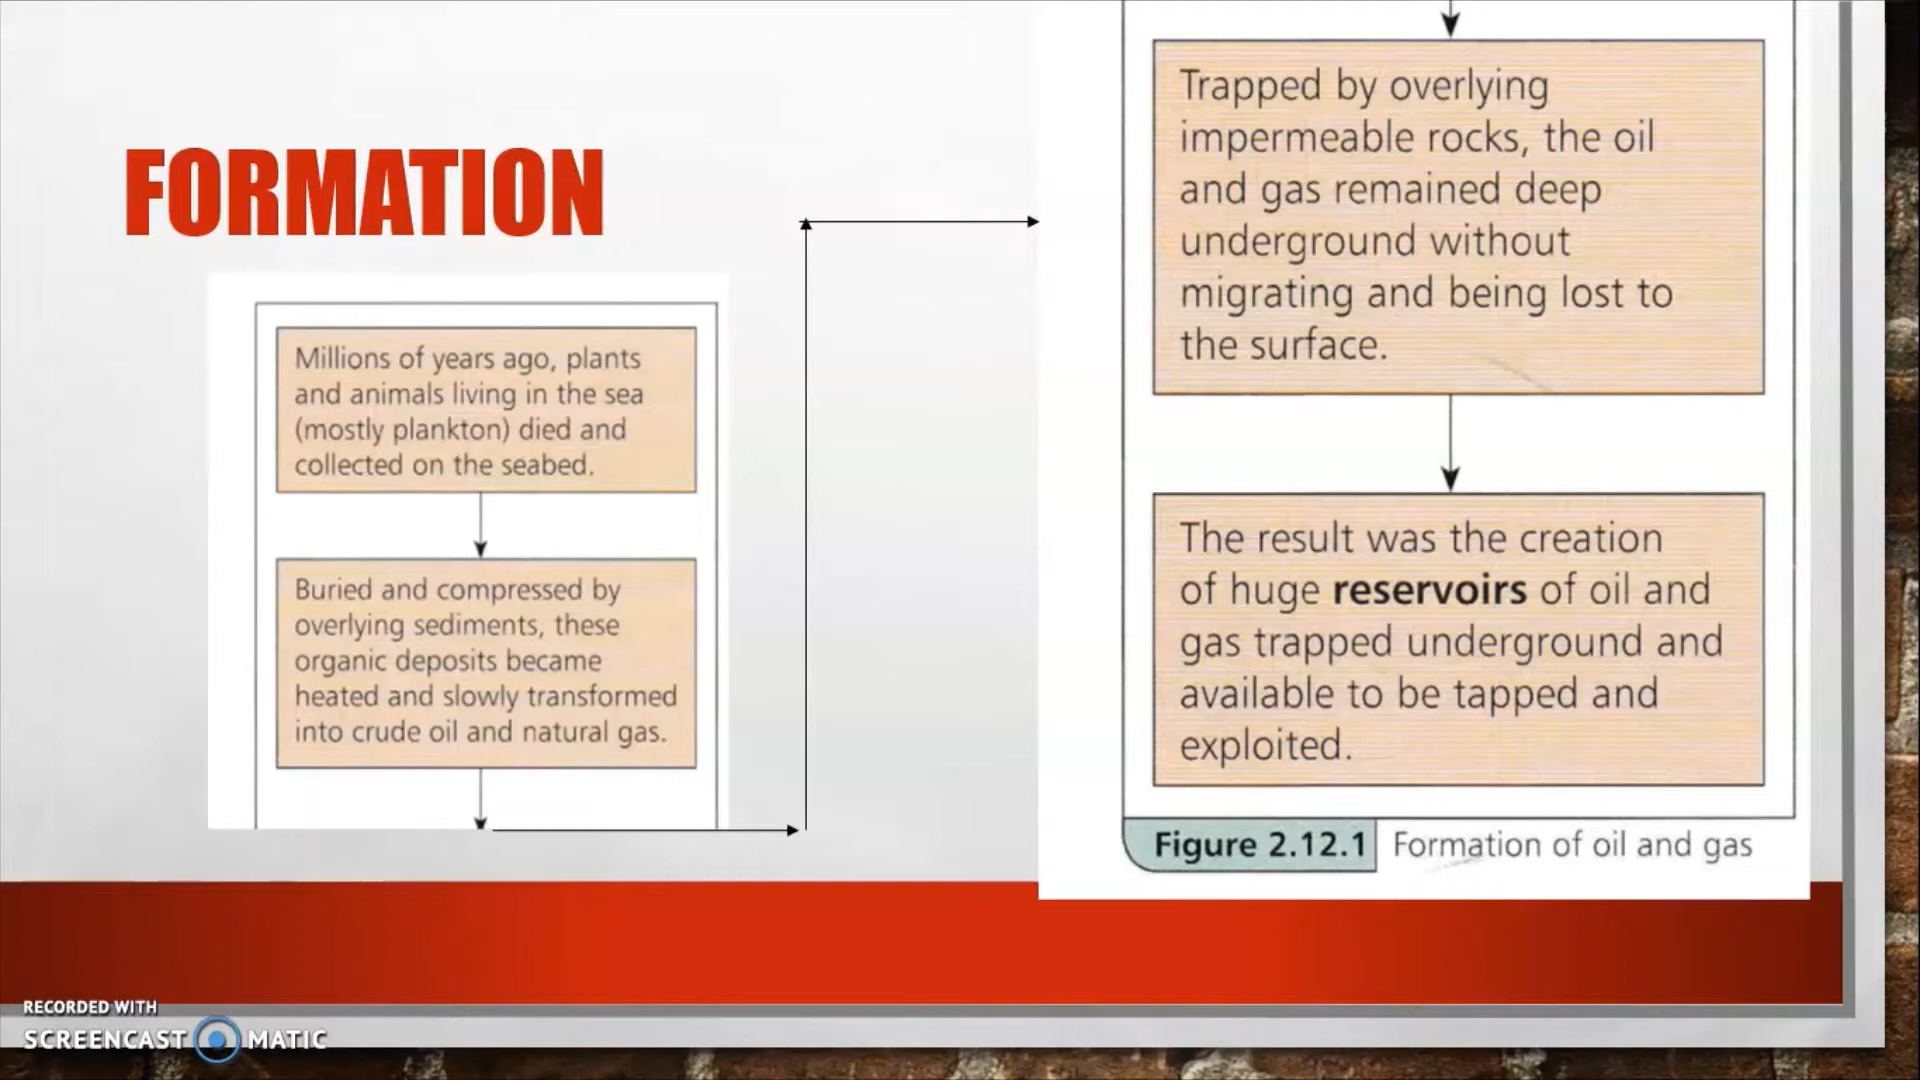 FORMATION
Millions of years ago, plants
and animals living in the sea
(mostly plankton) died and
collected on the seabed.
Buried and compressed by
overlying sediments, these
organic deposits became
heated and slowly transformed
into crude oil and natural gas.
Trapped by overlying
impermeable rocks, the oil
and gas remained deep
underground without
migrating and being lost to
the surface.
The result was the creation
of huge reservoirs of oil and
gas trapped underground and
available to be tapped and
exploited.
Figure 2.12.1 Formation of oil and gas
RECORDED WITH
SCREENCAST MATIC